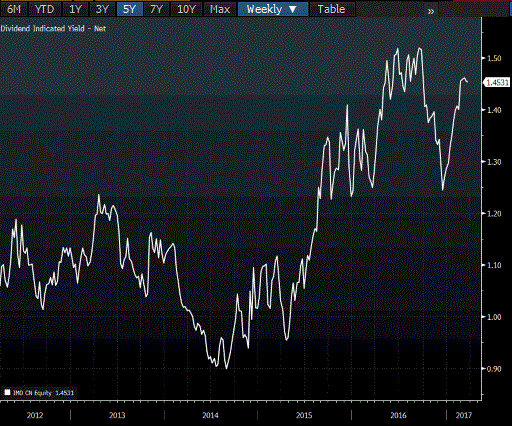 6M YTD 1Y 3Y 5Y 7Y 10Y Max Weekly ▼ Table »
Dividend Indicated Yield - Net
1.50
1.4531
1.40
1.30
1.20
1.10
1.00
0.90
IMO CN Equity 1.4531
2012 2013 2014 2015 2016 2017